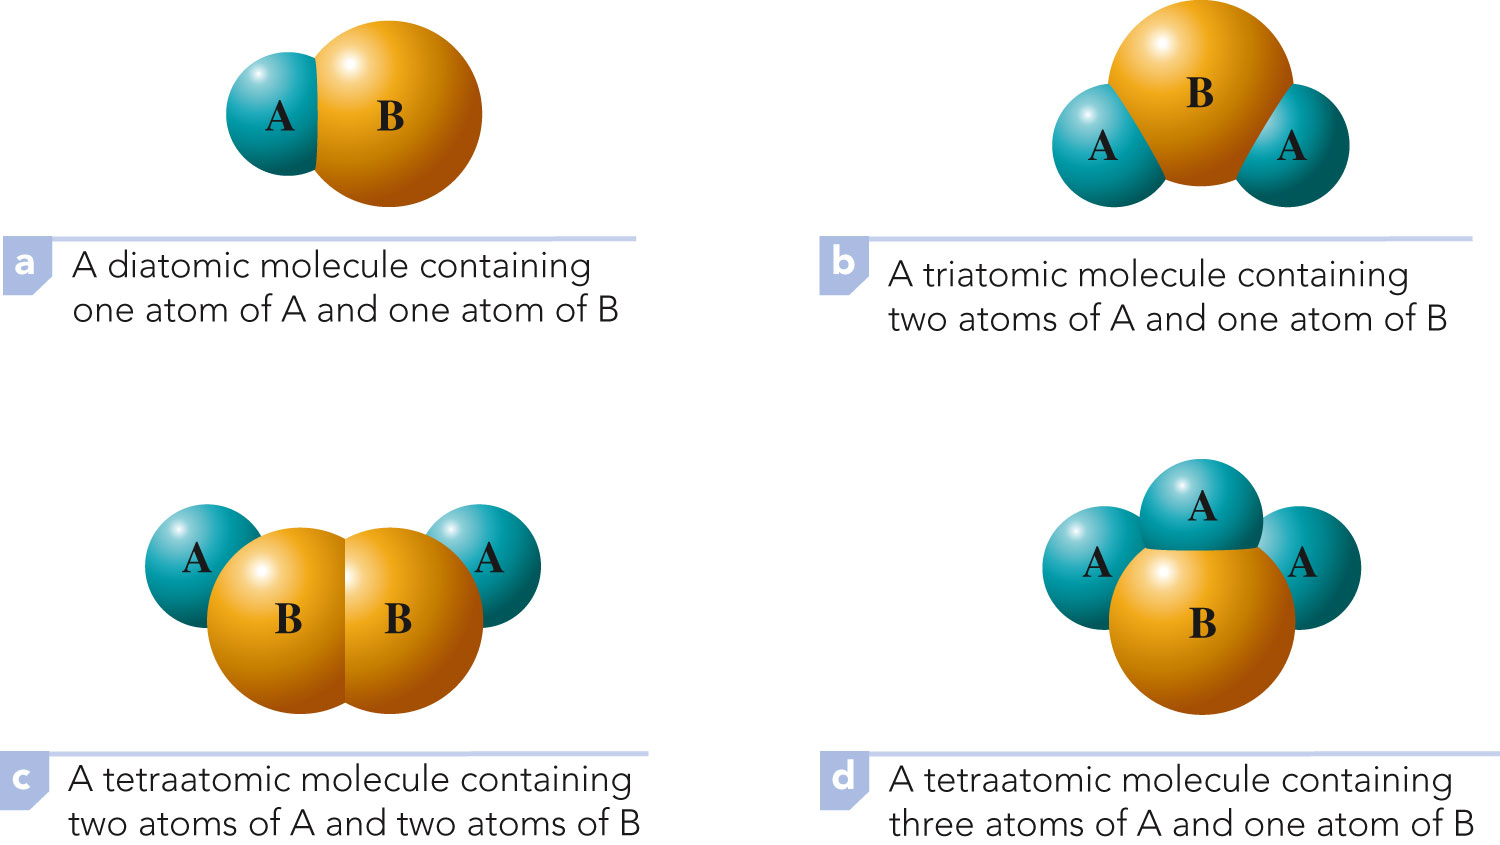 A B
B
A A
a A diatomic molecule containing
one atom of A and one atom of B
b A triatomic molecule containing
two atoms of A and one atom of B
A A
B B
A
A A
B
c A tetraatomic molecule containing
two atoms of A and two atoms of B
d A tetraatomic molecule containing
three atoms of A and one atom of B